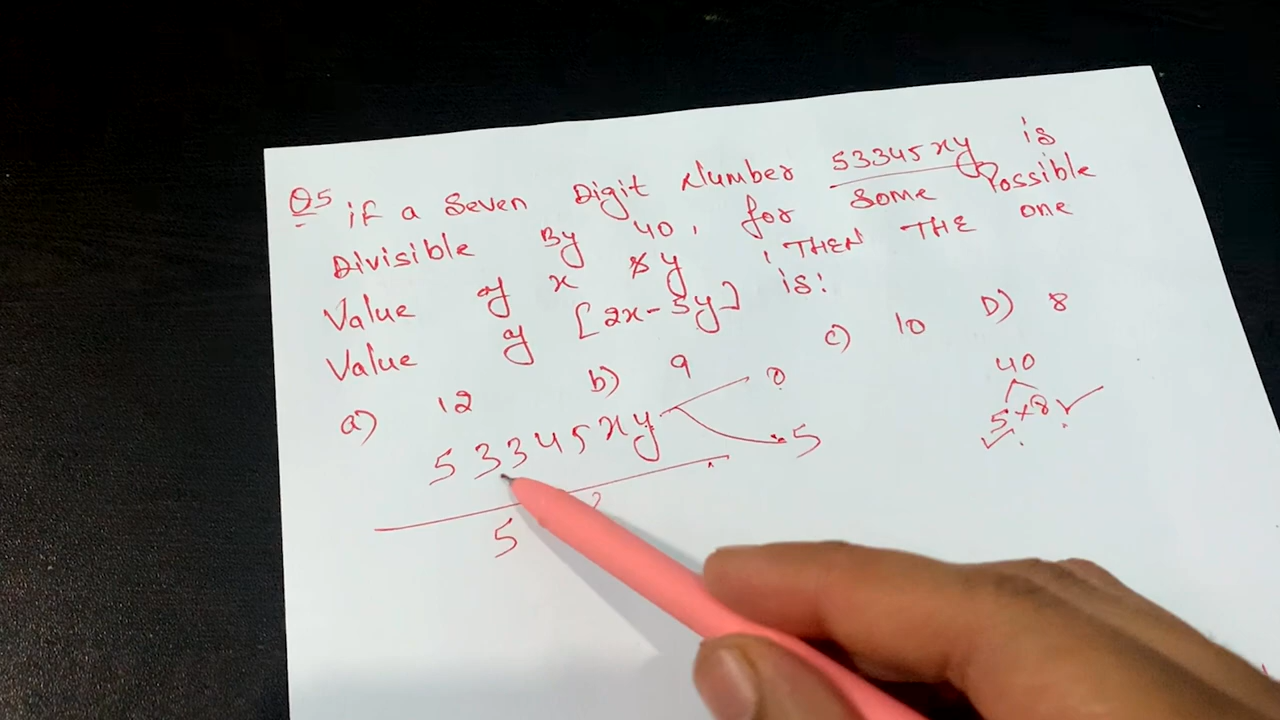 Q5 if a Seven Digit Number 53345xy is
Divisible By 40, for some Possible
Value of x & y , THEN THE one
Value of [2x-5y] is:
a) 12 b) 9 c) 10 D) 8
40
5×8 ✓
53345xy 0
5
5 2